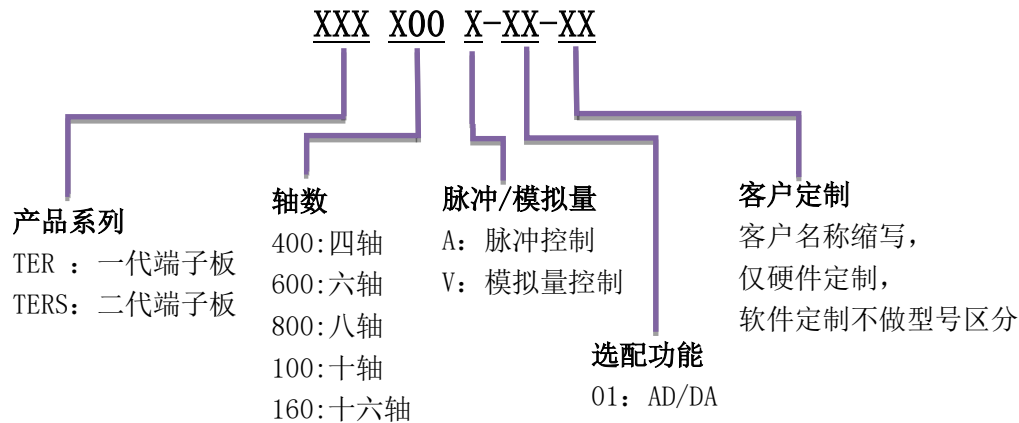 XXX X00 X-XX-XX
产品系列
TER ：一代端子板
TERS：二代端子板
轴数
400:四轴
600:六轴
800:八轴
100:十轴
160:十六轴
脉冲/模拟量
A：脉冲控制
V：模拟量控制
选配功能
01：AD/DA
客户定制
客户名称缩写，
仅硬件定制，
软件定制不做型号区分